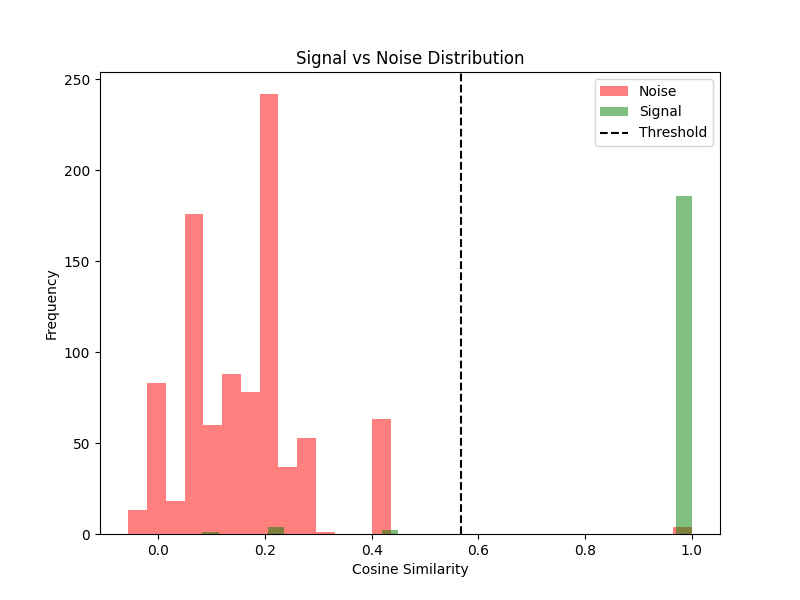 Signal vs Noise Distribution
250
200
150
100
50
0
Frequency
Noise
Signal
Threshold
0.0 0.2 0.4 0.6 0.8 1.0
Cosine Similarity